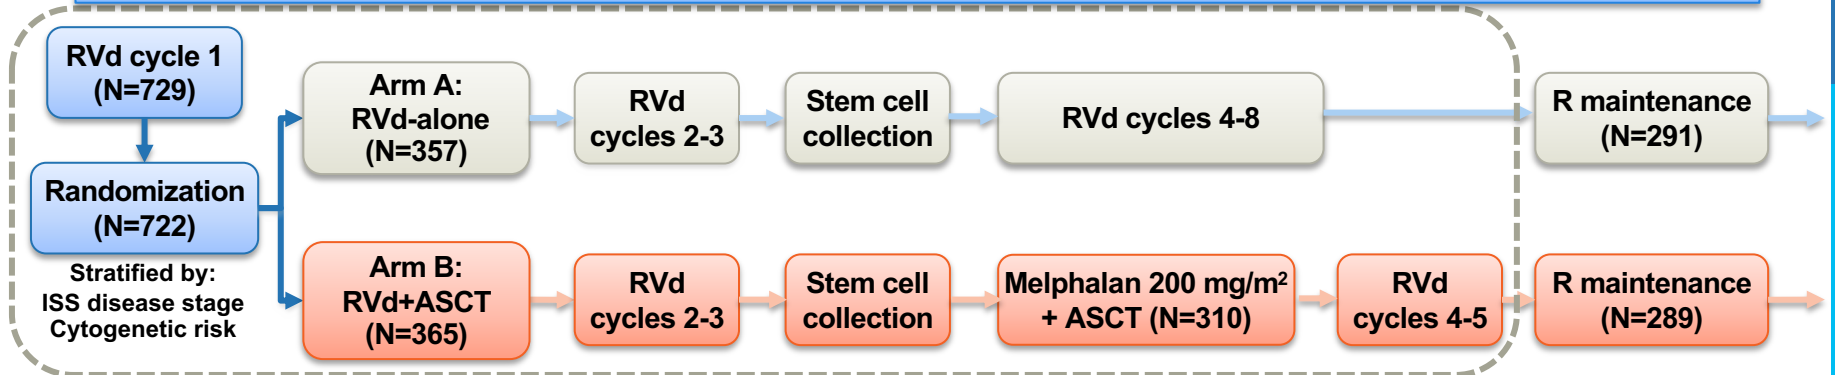 RVd cycle 1
(N=729)
Randomization
(N=722)
Stratified by:
ISS disease stage
Cytogenetic risk
Arm A:
RVd-alone
(N=357)
RVd
cycles 2-3
Stem cell
collection
RVd cycles 4-8
R maintenance
(N=291)
Arm B:
RVd+ASCT
(N=365)
RVd
cycles 2-3
Stem cell
collection
Melphalan 200 mg/m²
+ ASCT (N=310)
RVd
cycles 4-5
R maintenance
(N=289)